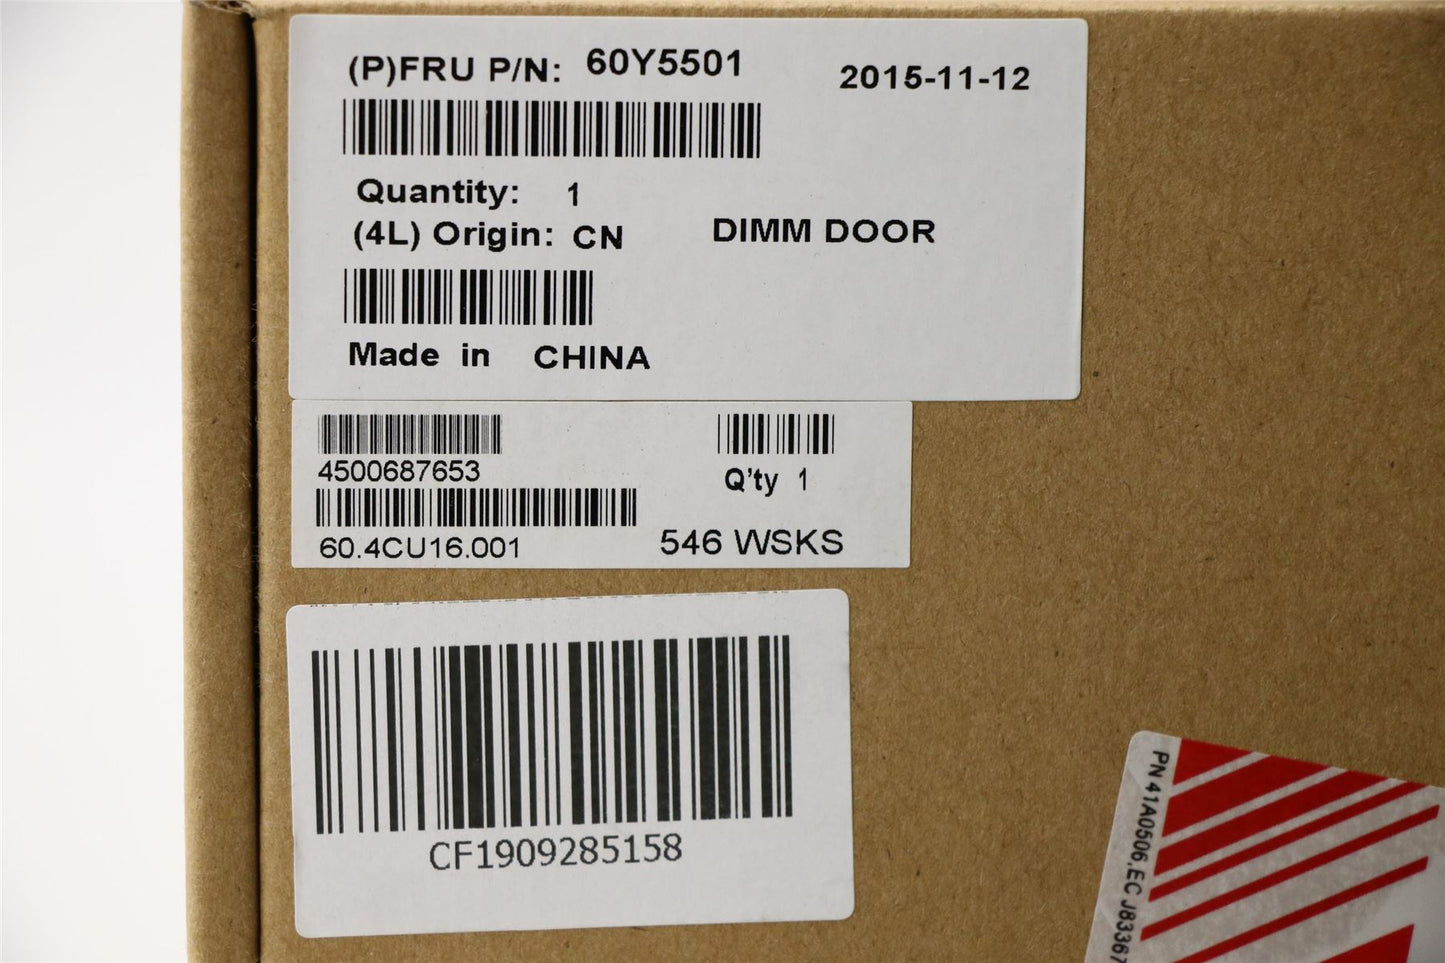 (P)FRU P/N: 60Y5501
2015-11-12
Quantity: 1
(4L) Origin: CN
DIMM DOOR
Made in CHINA
4500687653
Q'ty 1
60.4CU16.001
546 WSKS
CF1909285158
PN 41A0506,EC J83367